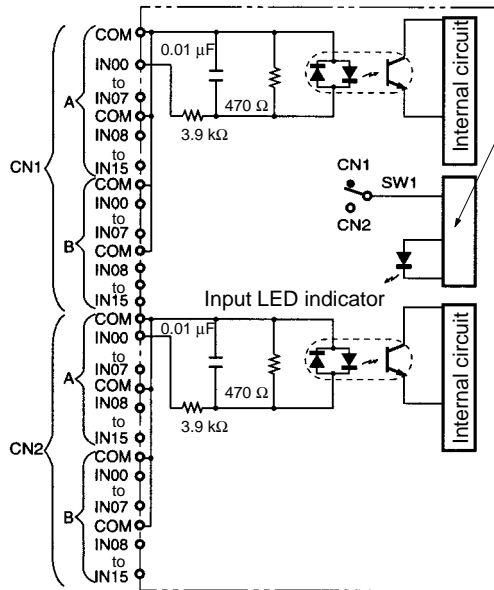 COM
0.01 µF
IN00
to
A
IN07
470 Ω
COM
IN08
3.9 kΩ
to
IN15
Internal circuit
CN1
COM
IN00
CN1
SW1
to
B
IN07
CN2
COM
IN08
to
IN15
Input LED indicator
COM
0.01 µF
IN00
to
A
IN07
470 Ω
COM
IN08
3.9 kΩ
to
IN15
Internal circuit
CN2
COM
IN00
to
B
IN07
COM
IN08
to
IN15